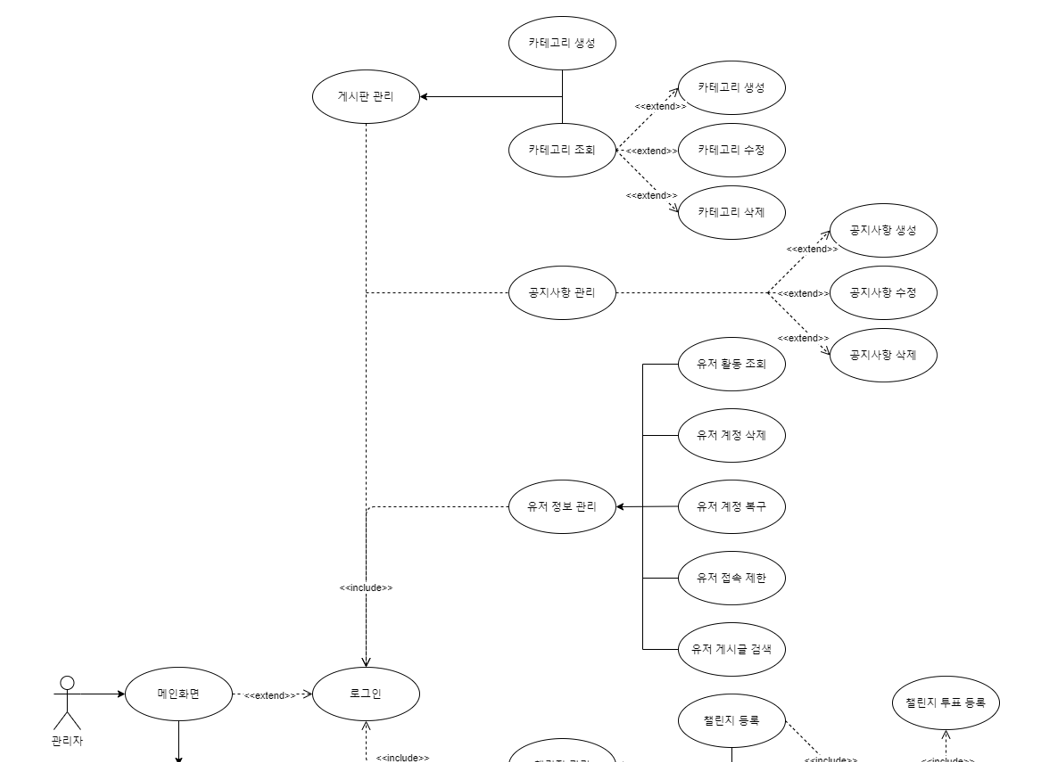 카테고리 생성
게시판 관리
카테고리 생성
<<extend>>
카테고리 조회
<<extend>>
카테고리 수정
<<extend>>
카테고리 삭제
공지사항 생성
<<extend>>
공지사항 관리
<<extend>>
공지사항 수정
<<extend>>
공지사항 삭제
유저 활동 조회
유저 계정 삭제
유저 정보 관리
유저 계정 복구
유저 접속 제한
<<include>>
유저 게시글 검색
관리자
메인화면
<<extend>>
로그인
챌린지 등록
챌린지 투표 등록
<<include>>
<<include>>
<<include>>